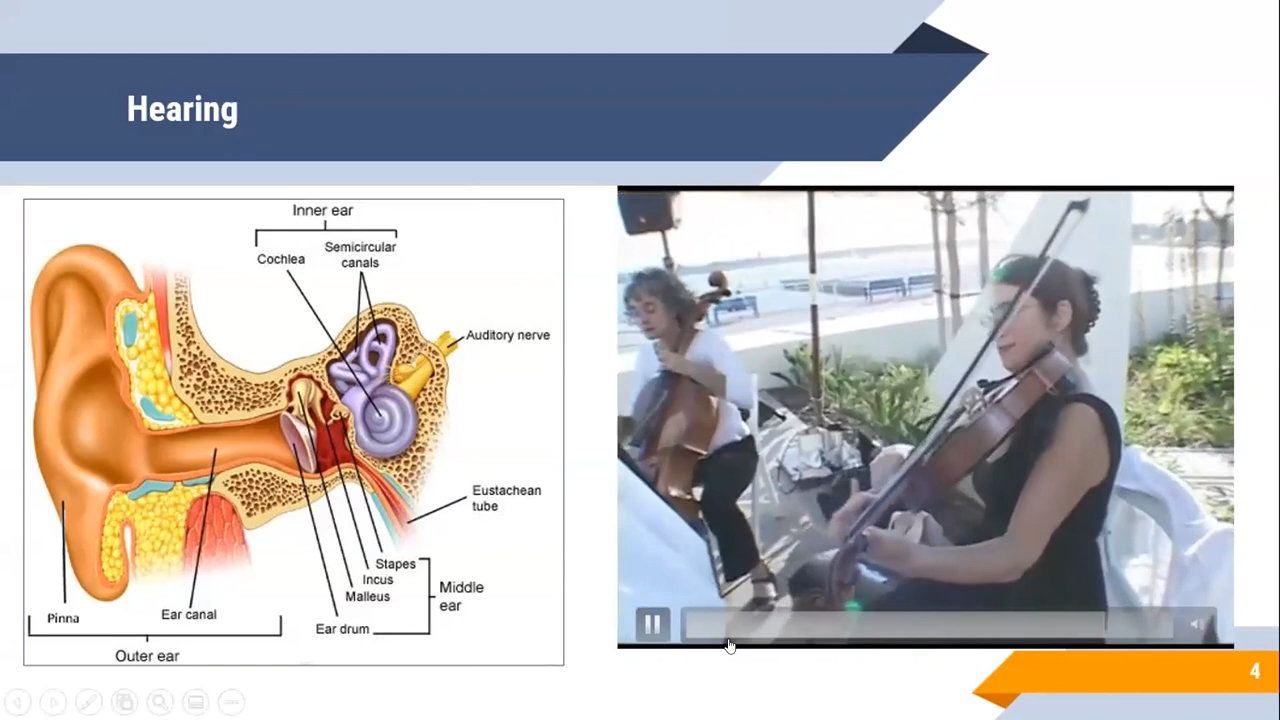 Hearing
Inner ear
Semicircular
canals
Cochlea
Auditory nerve
Eustachean
tube
Stapes
Incus
Malleus
Ear drum
Middle
ear
Pinna
Ear canal
Outer ear
4